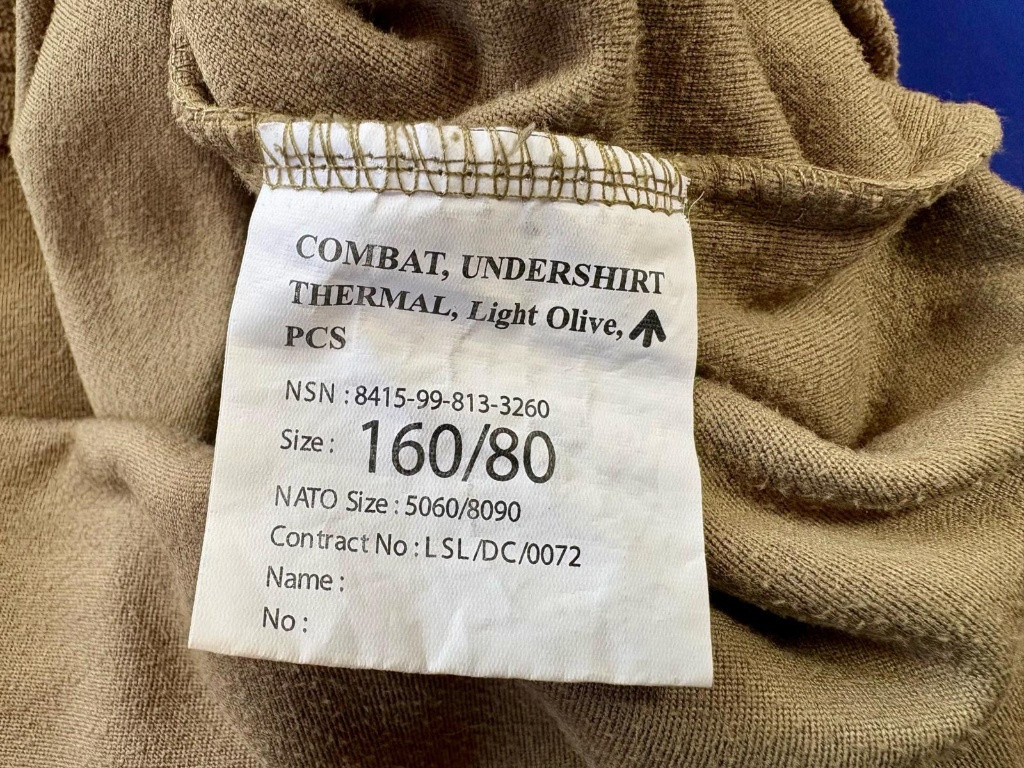 COMBAT, UNDERSHIRT
THERMAL, Light Olive,
PCS
NSN : 8415-99-813-3260
Size : 160/80
NATO Size : 5060/8090
Contract No : LSL/DC/0072
Name :
No :